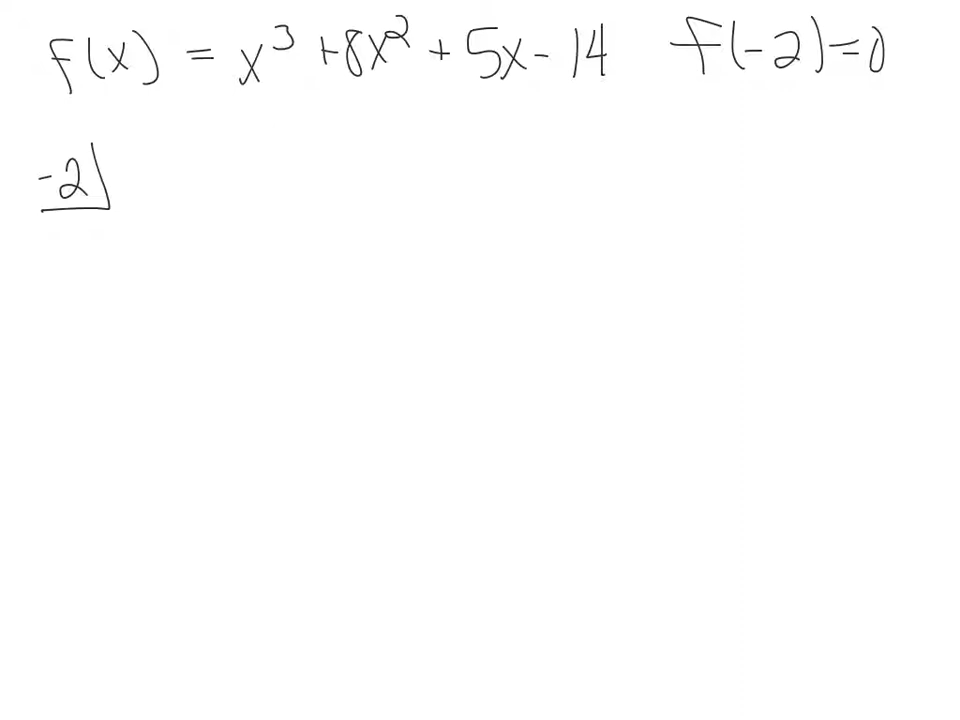 f(x) = x³ + 8x² + 5x - 14 f(-2) = 0
-2